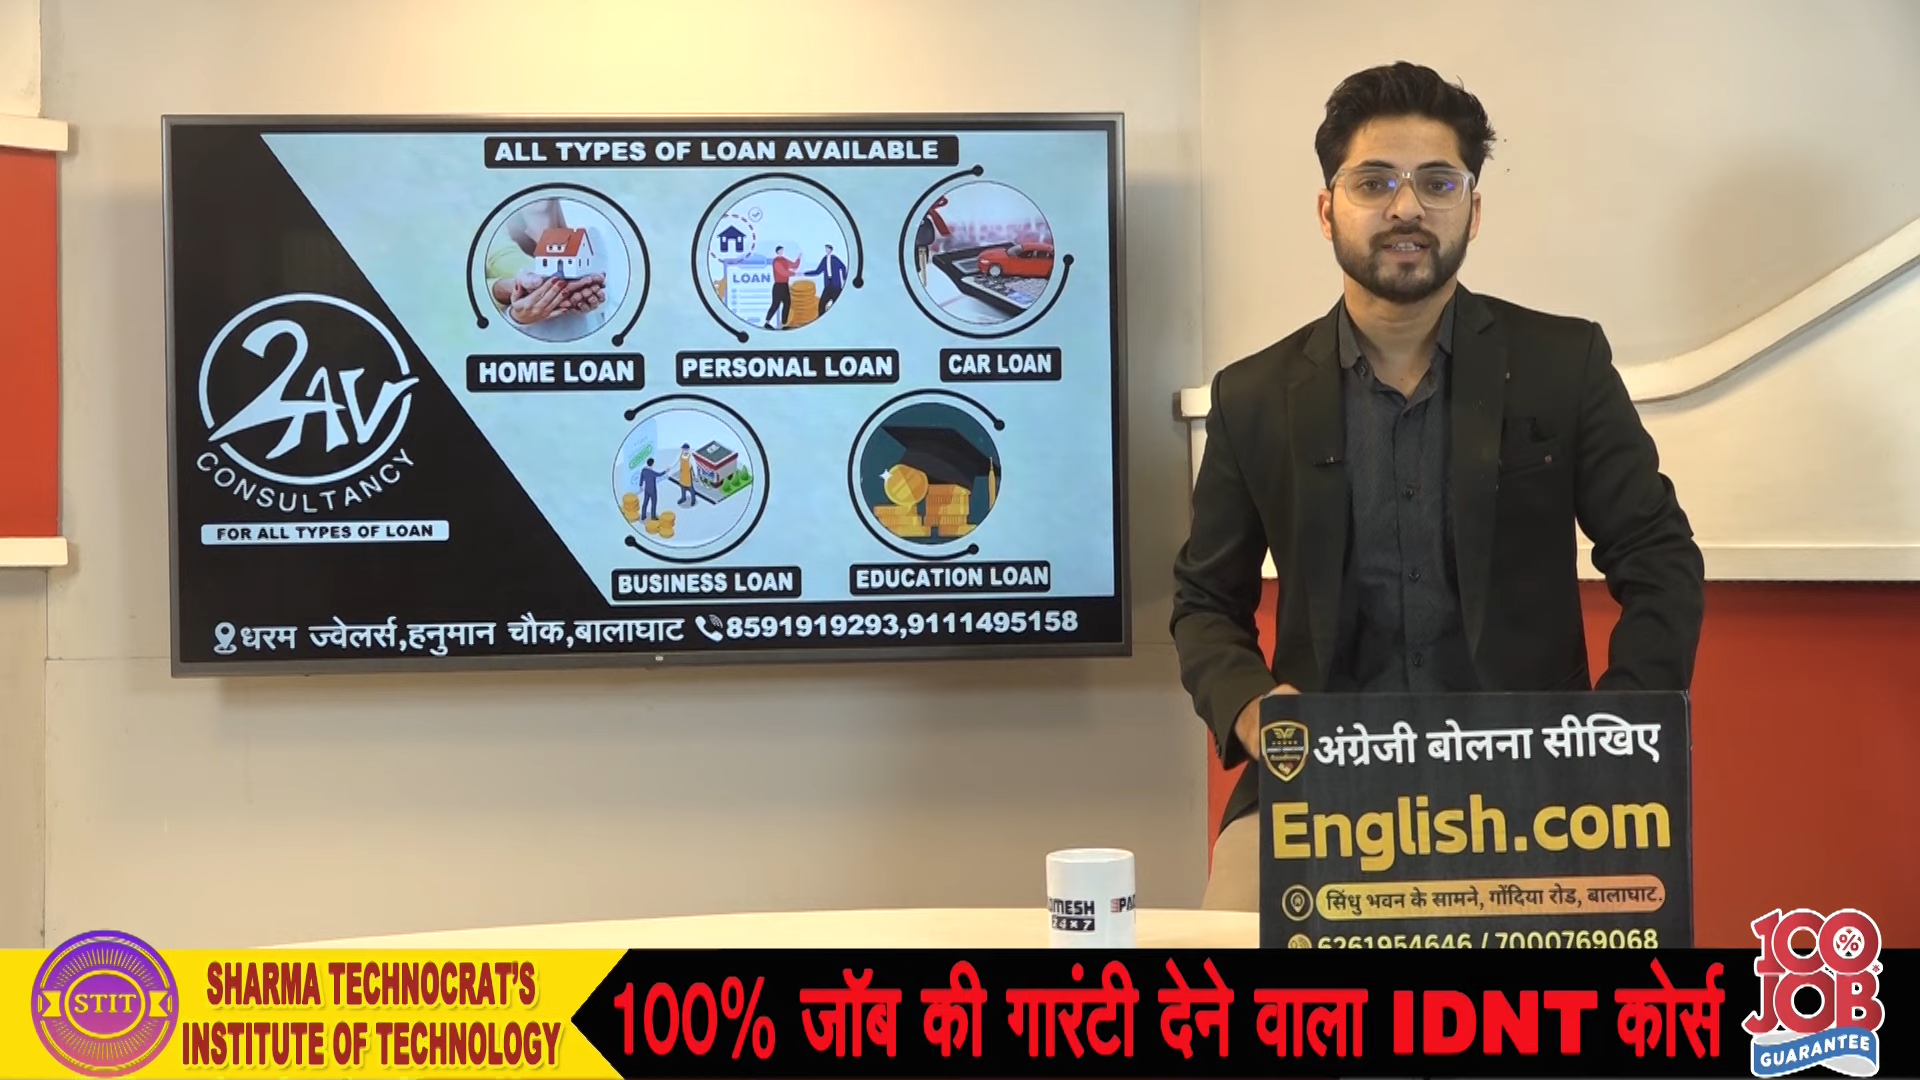 ALL TYPES OF LOAN AVAILABLE
LOAN
HOME LOAN
PERSONAL LOAN
CAR LOAN
2AV
CONSULTANCY
FOR ALL TYPES OF LOAN
BUSINESS LOAN
EDUCATION LOAN
धरम ज्वेलर्स,हनुमान चौक,बालाघाट 8591919293,9111495158
अंग्रेजी बोलना सीखिए
English.com
सिंधु भवन के सामने, गोंदिया रोड, बालाघाट.
6261954646 / 7000769068
24x7
STIT
SHARMA TECHNOCRAT'S
INSTITUTE OF TECHNOLOGY
100% जॉब की गारंटी देने वाला IDNT कोर्स
100%
JOB
GUARANTEE